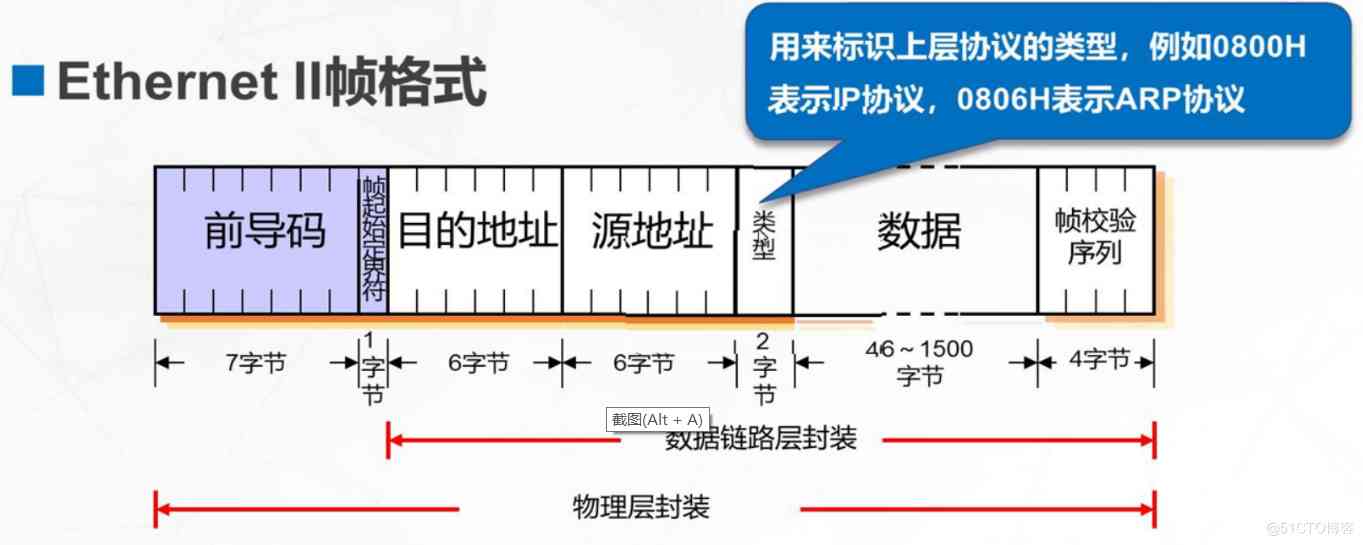 Ethernet II帧格式
用来标识上层协议的类型，例如0800H
表示IP协议，0806H表示ARP协议
前导码
帧起始定界符
目的地址
源地址
类型
数据
帧校验
序列
7字节
1字节
6字节
6字节
2字节
46～1500
字节
4字节
截图(Alt + A)
数据链路层封装
物理层封装
@51CTO博客